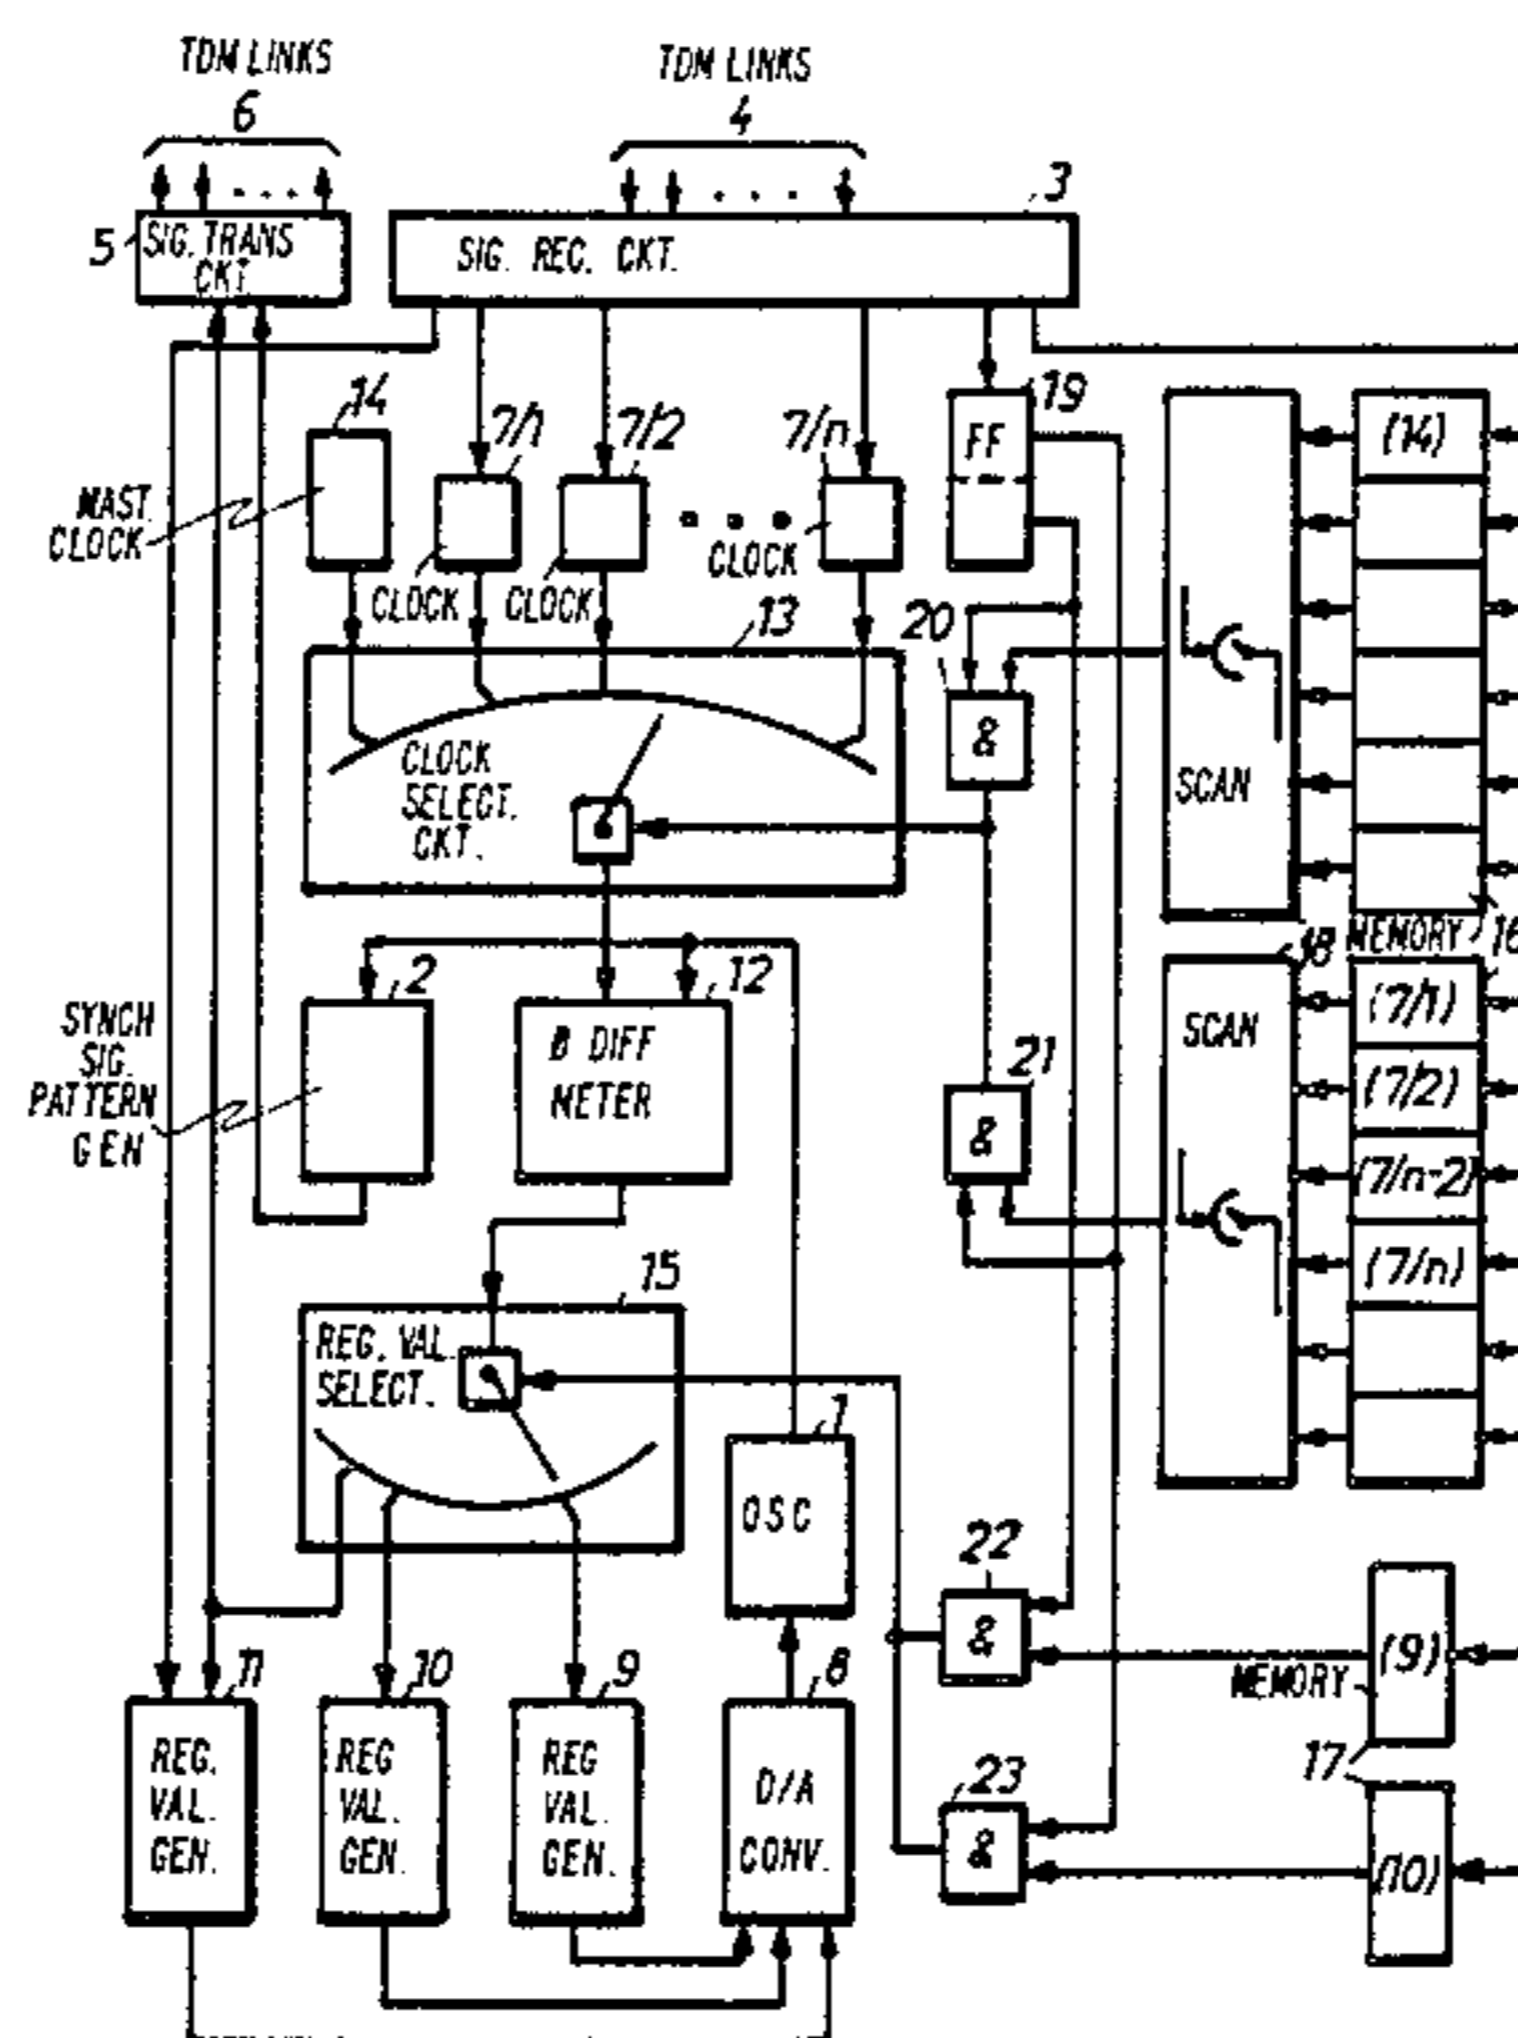 TDM LINKS
6
TDM LINKS
4
3
5
SIG. TRANS
CKT.
SIG. REC. CKT.
14
7/1
7/2
7/n
19
FF
(14)
MAST.
CLOCK
CLOCK
CLOCK
CLOCK
13
20
&
CLOCK
SELECT.
CKT.
SCAN
MEMORY
16
18
2
12
SYNCH
SIG.
PATTERN
GEN
Ø DIFF
METER
21
&
SCAN
(7/1)
(7/2)
(7/n-2)
(7/n)
15
REG. VAL.
SELECT.
1
OSC
22
&
(9)
MEMORY
17
11
10
9
8
REG.
VAL.
GEN.
REG
VAL.
GEN.
REG
VAL.
GEN.
D/A
CONV.
23
&
(10)